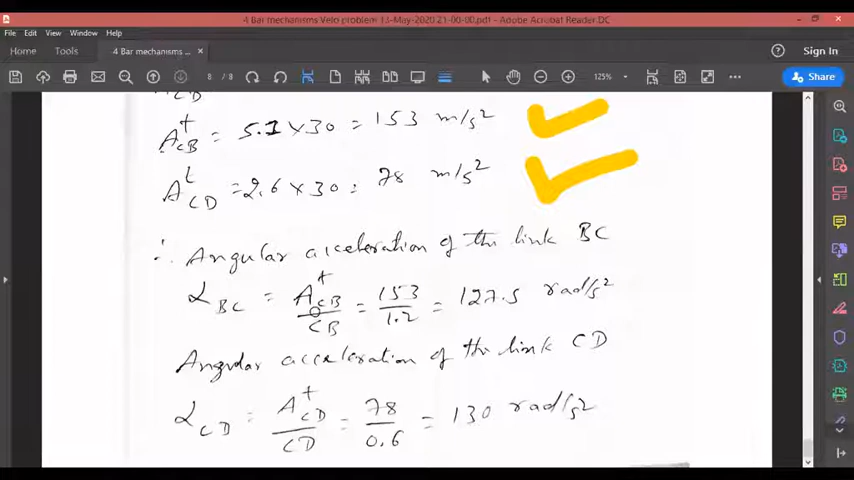 4 Bar mechanisms Velo problem 13-May-2020 21-00-00.pdf - Adobe Acrobat Reader DC
File Edit View Window Help
Home Tools 4 Bar mechanisms ... × Sign In
8 / 8 125% Share
A_CD
A^t_CB = 5.1 × 30 = 153 m/s²
A^t_CD = 2.6 × 30 = 78 m/s²
∴ Angular acceleration of the link BC
α_BC = A^t_CB / CB = 153 / 1.2 = 127.5 rad/s²
Angular acceleration of the link CD
α_CD = A^t_CD / CD = 78 / 0.6 = 130 rad/s²